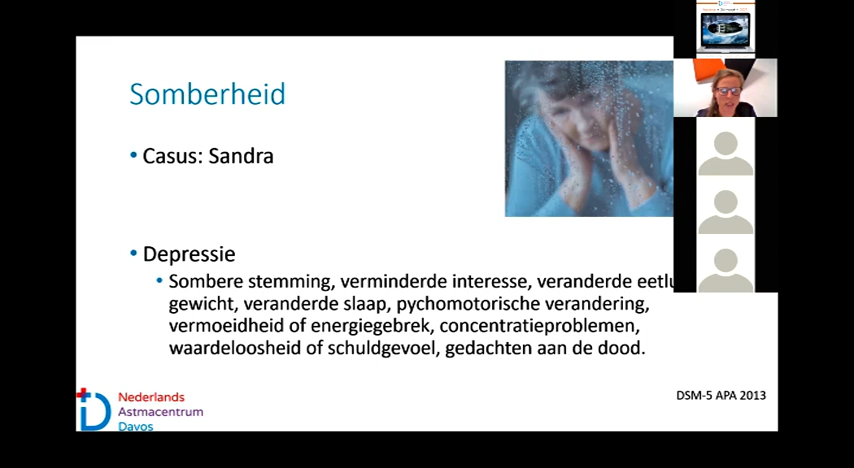 Somberheid
• Casus: Sandra
• Depressie
• Sombere stemming, verminderde interesse, veranderde eetlu
gewicht, veranderde slaap, pychomotorische verandering,
vermoeidheid of energiegebrek, concentratieproblemen,
waardeloosheid of schuldgevoel, gedachten aan de dood.
DSM-5 APA 2013
Nederlands
Astmacentrum
Davos